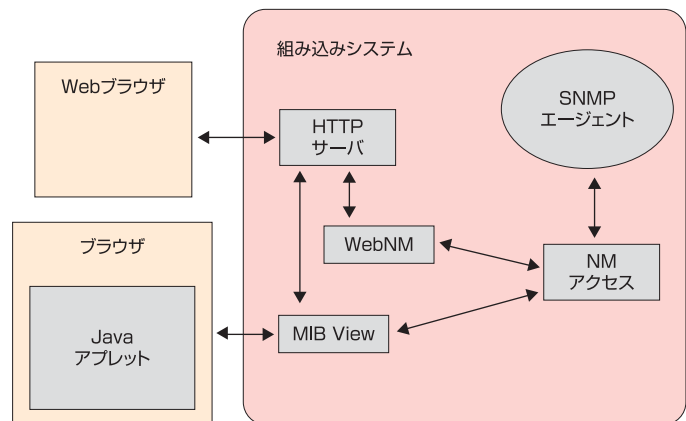 組み込みシステム
Webブラウザ
HTTP
サーバ
SNMP
エージェント
WebNM
NM
アクセス
ブラウザ
Java
アプレット
MIB View